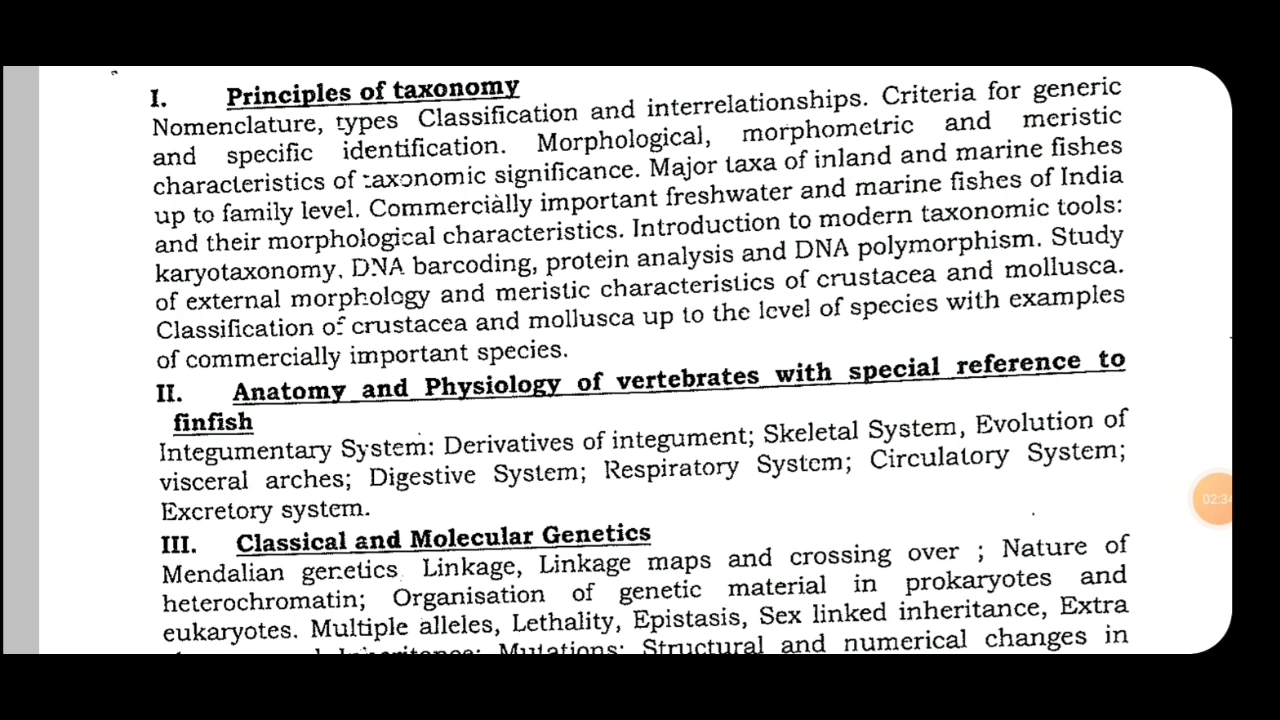 I. Principles of taxonomy
Nomenclature, types Classification and interrelationships. Criteria for generic
and specific identification. Morphological, morphometric and meristic
characteristics of taxonomic significance. Major taxa of inland and marine fishes
up to family level. Commercially important freshwater and marine fishes of India
and their morphological characteristics. Introduction to modern taxonomic tools:
karyotaxonomy, DNA barcoding, protein analysis and DNA polymorphism. Study
of external morphology and meristic characteristics of crustacea and mollusca.
Classification of crustacea and mollusca up to the level of species with examples
of commercially important species.
II. Anatomy and Physiology of vertebrates with special reference to
finfish
Integumentary System: Derivatives of integument; Skeletal System, Evolution of
visceral arches; Digestive System; Respiratory System; Circulatory System;
Excretory system.
III. Classical and Molecular Genetics
Mendalian genetics Linkage, Linkage maps and crossing over ; Nature of
heterochromatin; Organisation of genetic material in prokaryotes and
eukaryotes. Multiple alleles, Lethality, Epistasis, Sex linked inheritance, Extra
Inheritance; Mutations; Structural and numerical changes in
02:34